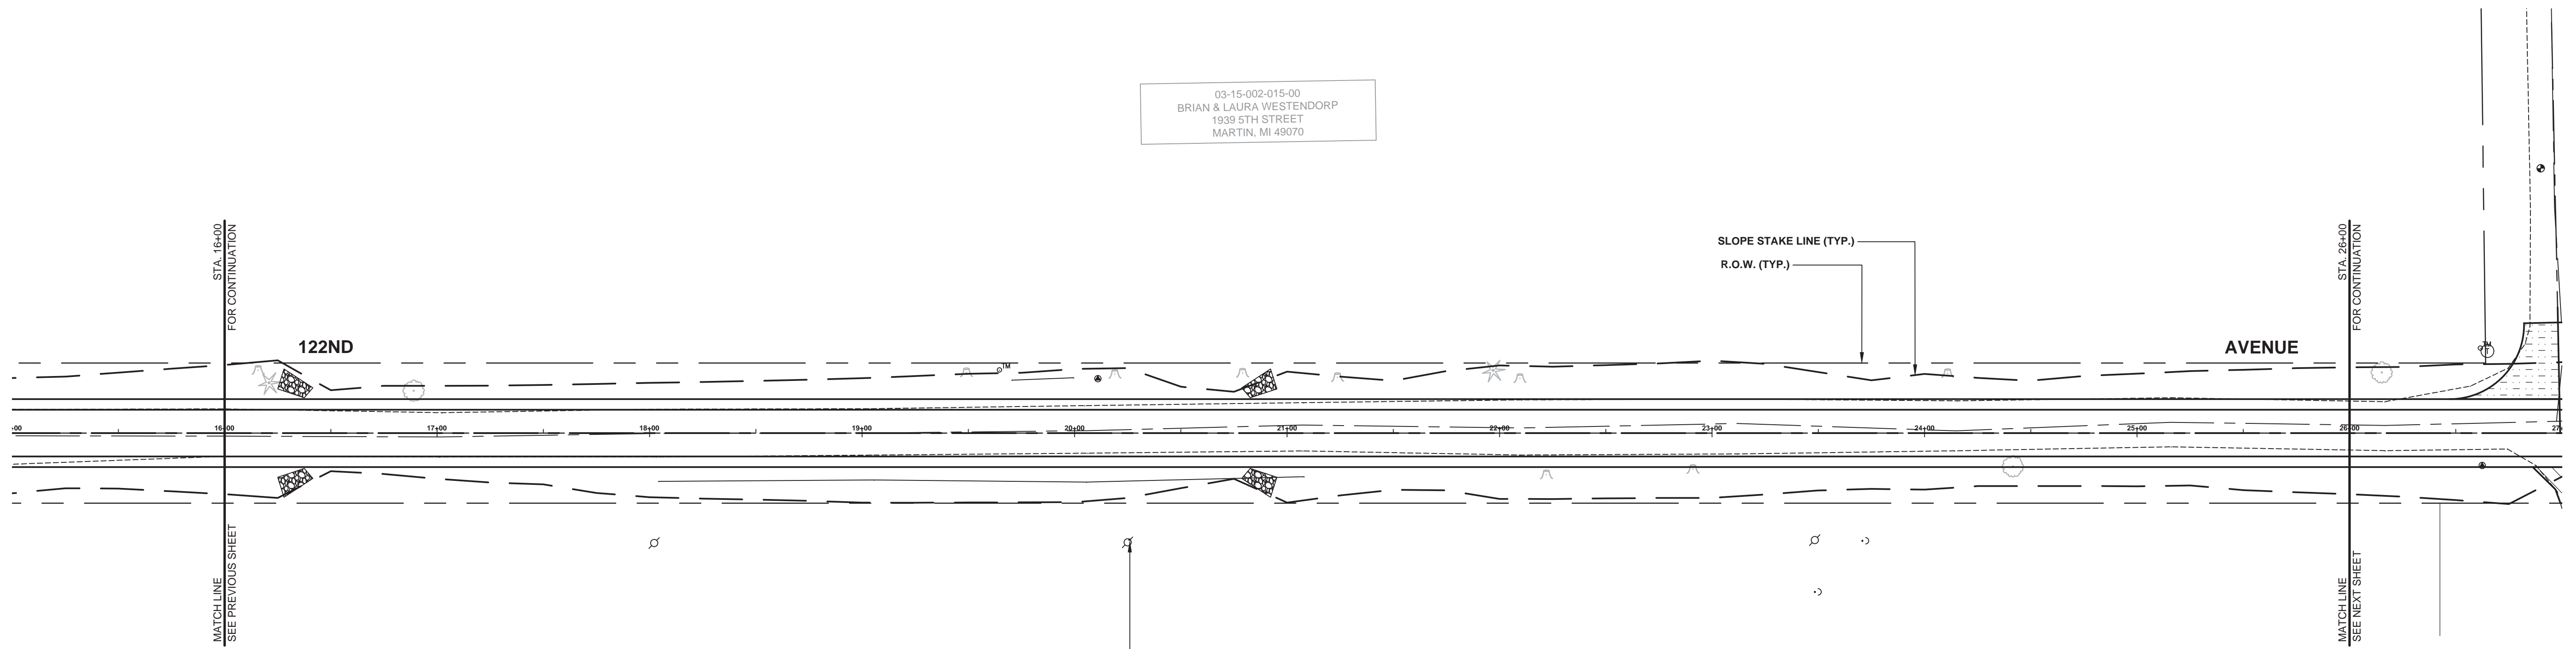 03-15-002-015-00
BRIAN & LAURA WESTENDORP
1939 5TH STREET
MARTIN, MI 49070
STA. 16+00
FOR CONTINUATION
SLOPE STAKE LINE (TYP.)
R.O.W. (TYP.)
STA. 26+00
FOR CONTINUATION
122ND
AVENUE
TM
TM
T
16+00
17+00
18+00
19+00
20+00
21+00
22+00
23+00
24+00
25+00
26+00
MATCH LINE
SEE PREVIOUS SHEET
MATCH LINE
SEE NEXT SHEET